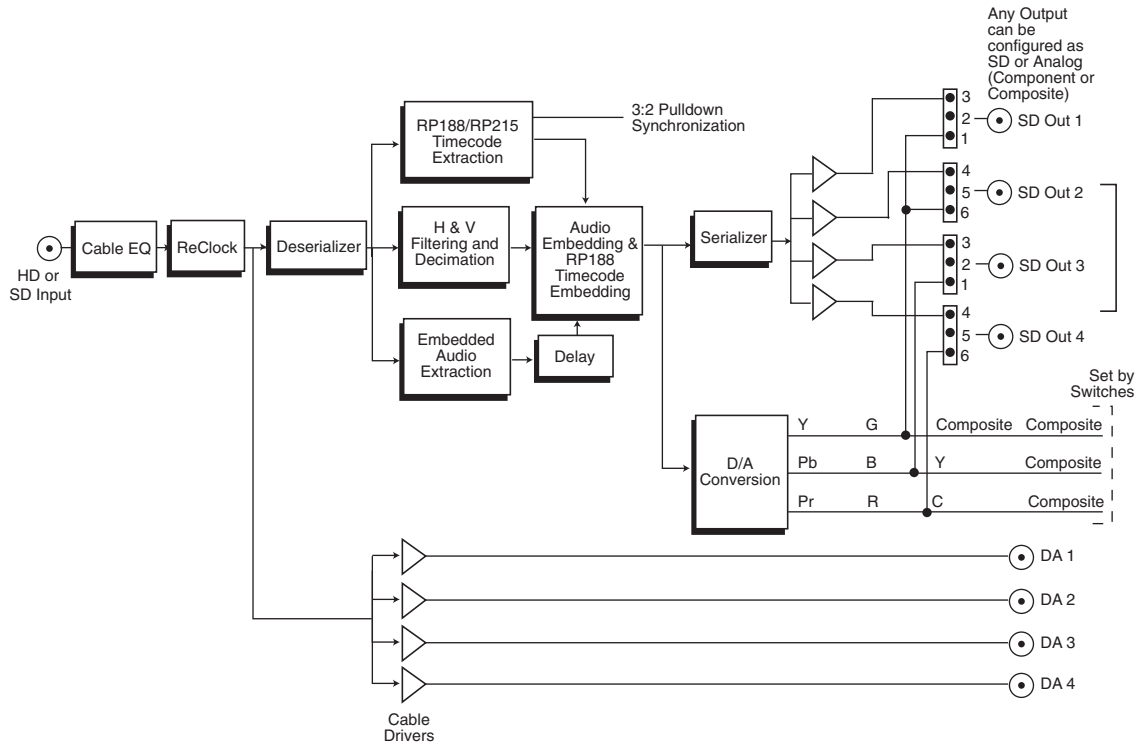 Any Output
can be
configured as
SD or Analog
(Component or
Composite)
RP188/RP215
Timecode
Extraction
3:2 Pulldown
Synchronization
3
2
1
SD Out 1
4
5
6
SD Out 2
HD or
SD Input
Cable EQ
ReClock
Deserializer
H & V
Filtering and
Decimation
Audio
Embedding &
RP188
Timecode
Embedding
Serializer
3
2
1
SD Out 3
Embedded
Audio
Extraction
Delay
4
5
6
SD Out 4
Set by
Switches
D/A
Conversion
Y G Composite Composite
Pb B Y Composite
Pr R C Composite
DA 1
DA 2
DA 3
DA 4
Cable
Drivers